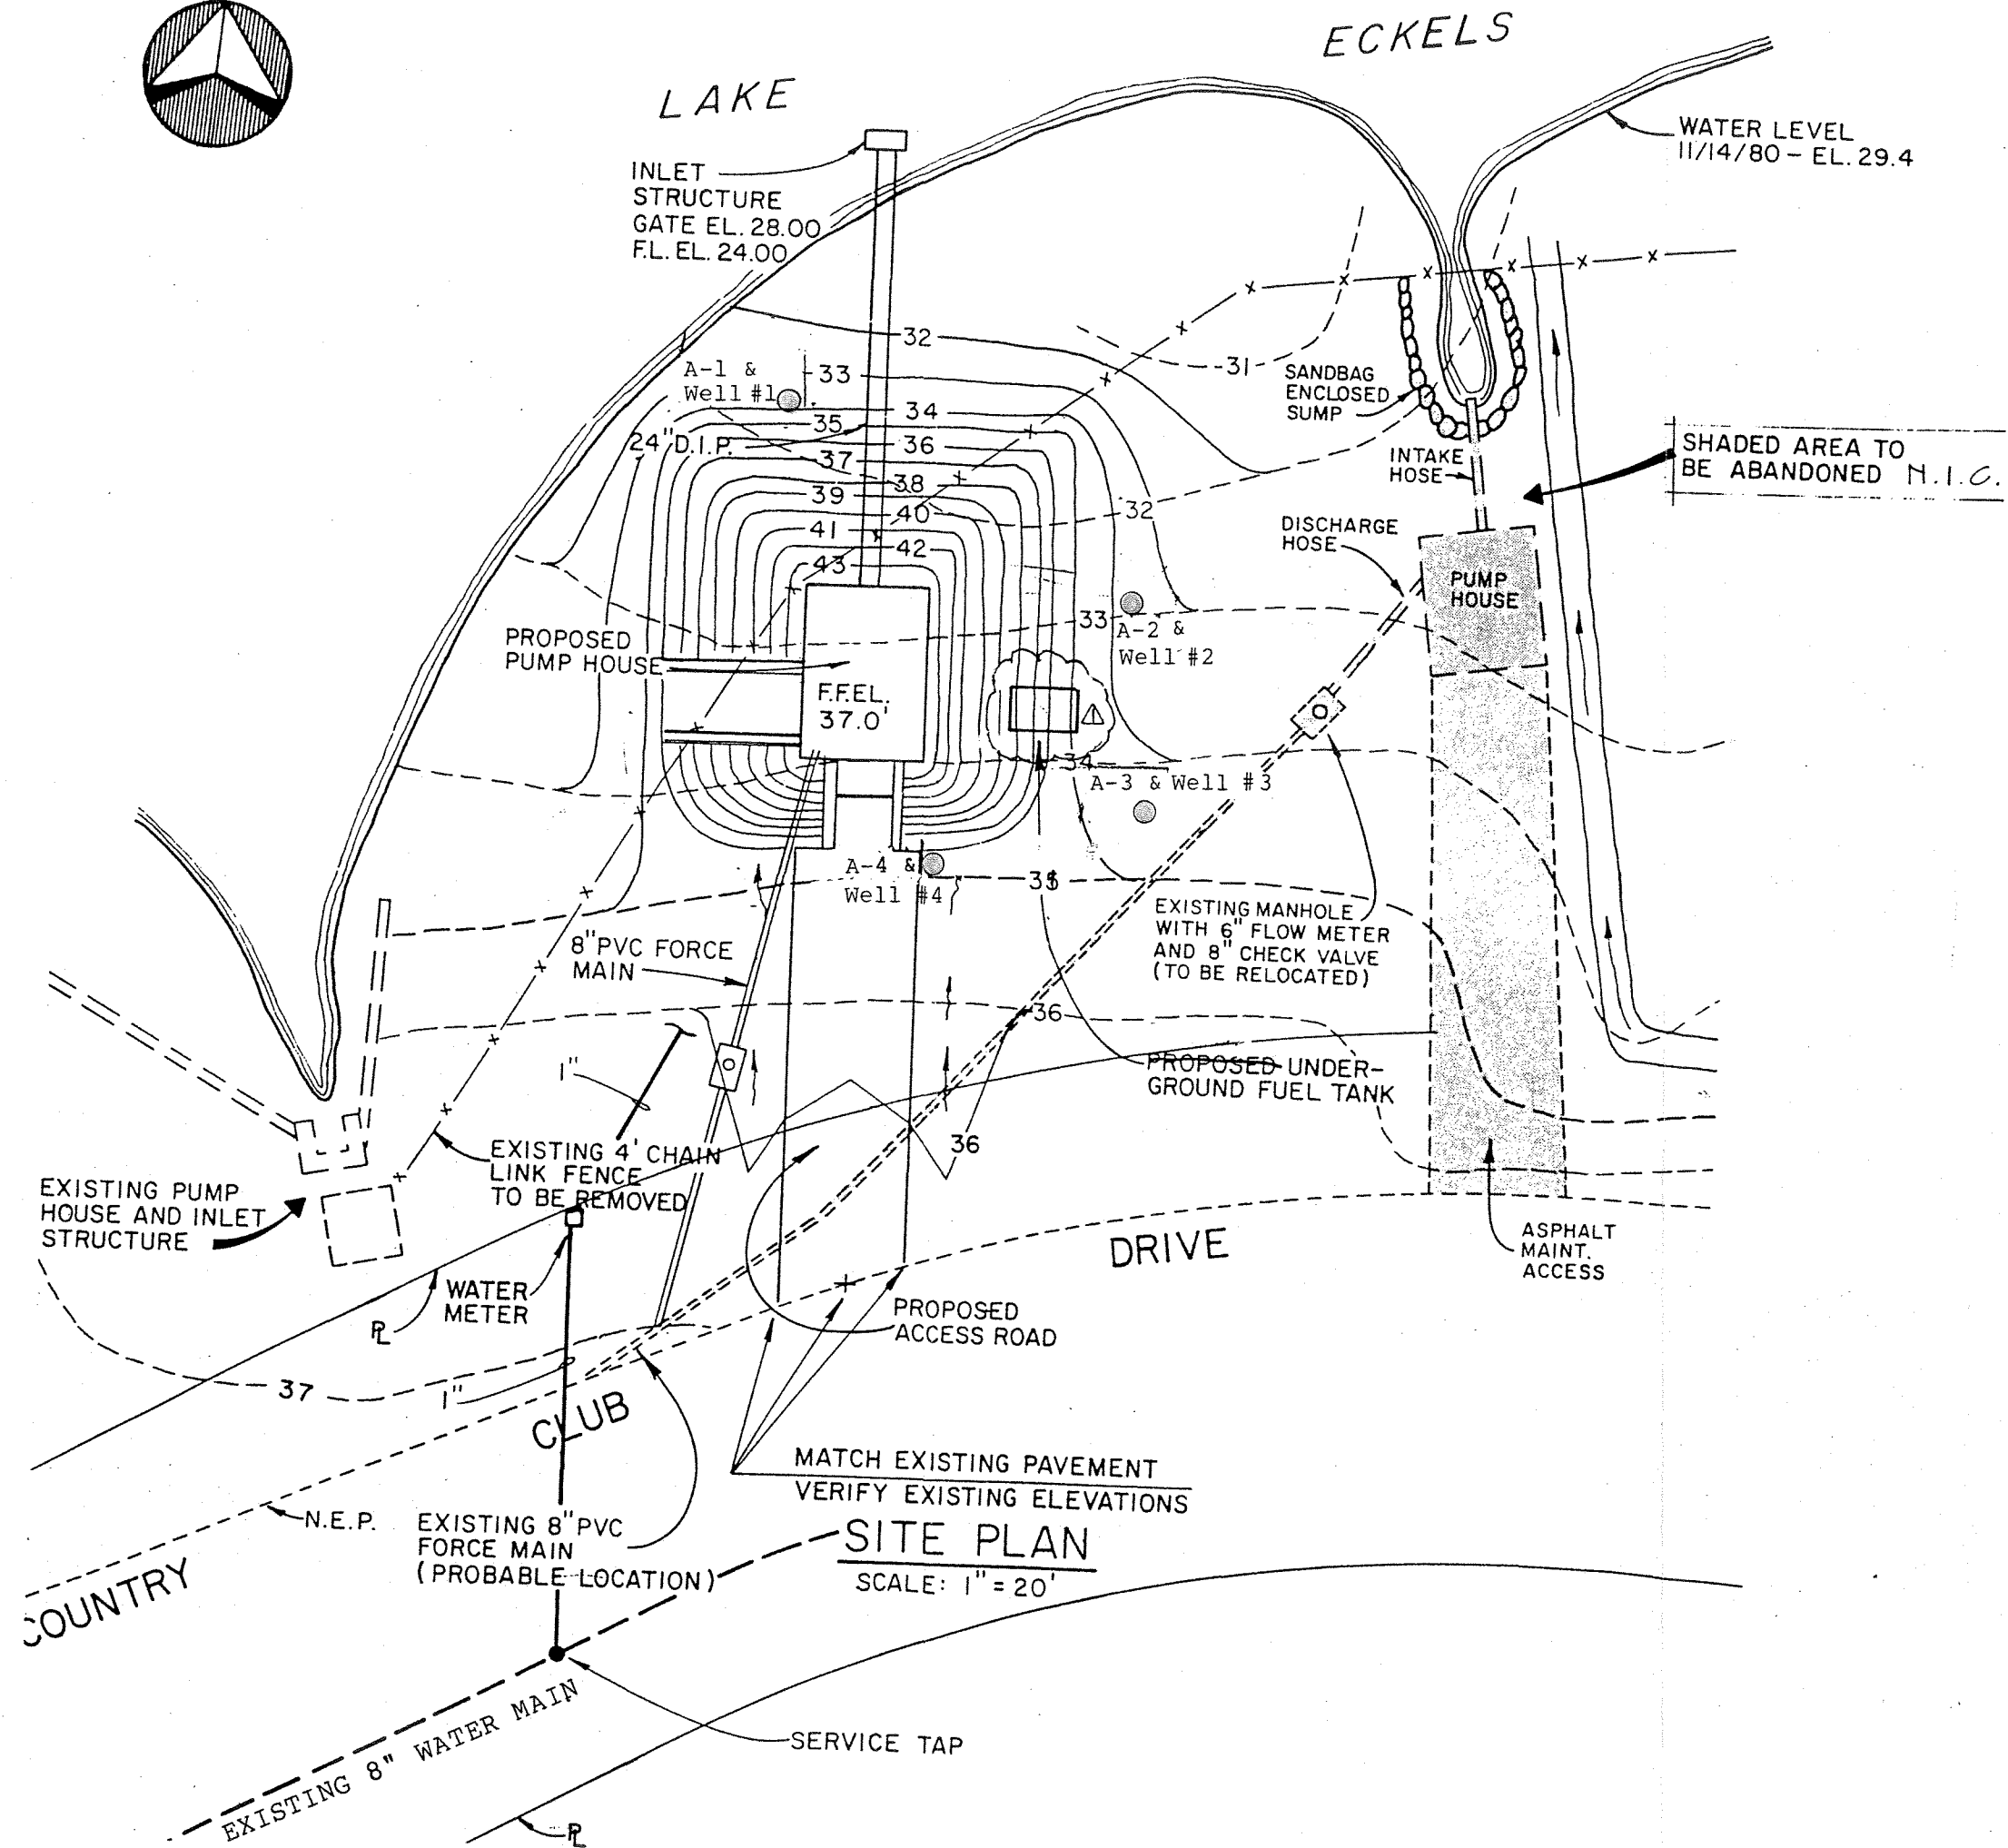 LAKE
ECKELS
INLET
STRUCTURE
GATE EL. 28.00
F.L. EL. 24.00
WATER LEVEL
11/14/80 – EL. 29.4
32
31
A-1 &
Well #1
33
34
35
24" D.I.P.
36
37
38
39
40
41
42
43
SANDBAG
ENCLOSED
SUMP
INTAKE
HOSE
SHADED AREA TO
BE ABANDONED N.I.C.
32
DISCHARGE
HOSE
PUMP
HOUSE
33
A-2 &
Well #2
PROPOSED
PUMP HOUSE
F.F.EL.
37.0'
34
A-3 & Well #3
A-4 &
Well #4
35
EXISTING MANHOLE
WITH 6" FLOW METER
AND 8" CHECK VALVE
(TO BE RELOCATED)
8" PVC FORCE
MAIN
36
1"
PROPOSED UNDER-
GROUND FUEL TANK
36
EXISTING 4' CHAIN
LINK FENCE
TO BE REMOVED
EXISTING PUMP
HOUSE AND INLET
STRUCTURE
WATER
METER
PL
DRIVE
ASPHALT
MAINT.
ACCESS
PROPOSED
ACCESS ROAD
37
1"
CLUB
MATCH EXISTING PAVEMENT
VERIFY EXISTING ELEVATIONS
N.E.P.
EXISTING 8" PVC
FORCE MAIN
(PROBABLE LOCATION)
SITE PLAN
SCALE: 1" = 20'
COUNTRY
EXISTING 8" WATER MAIN
SERVICE TAP
PL